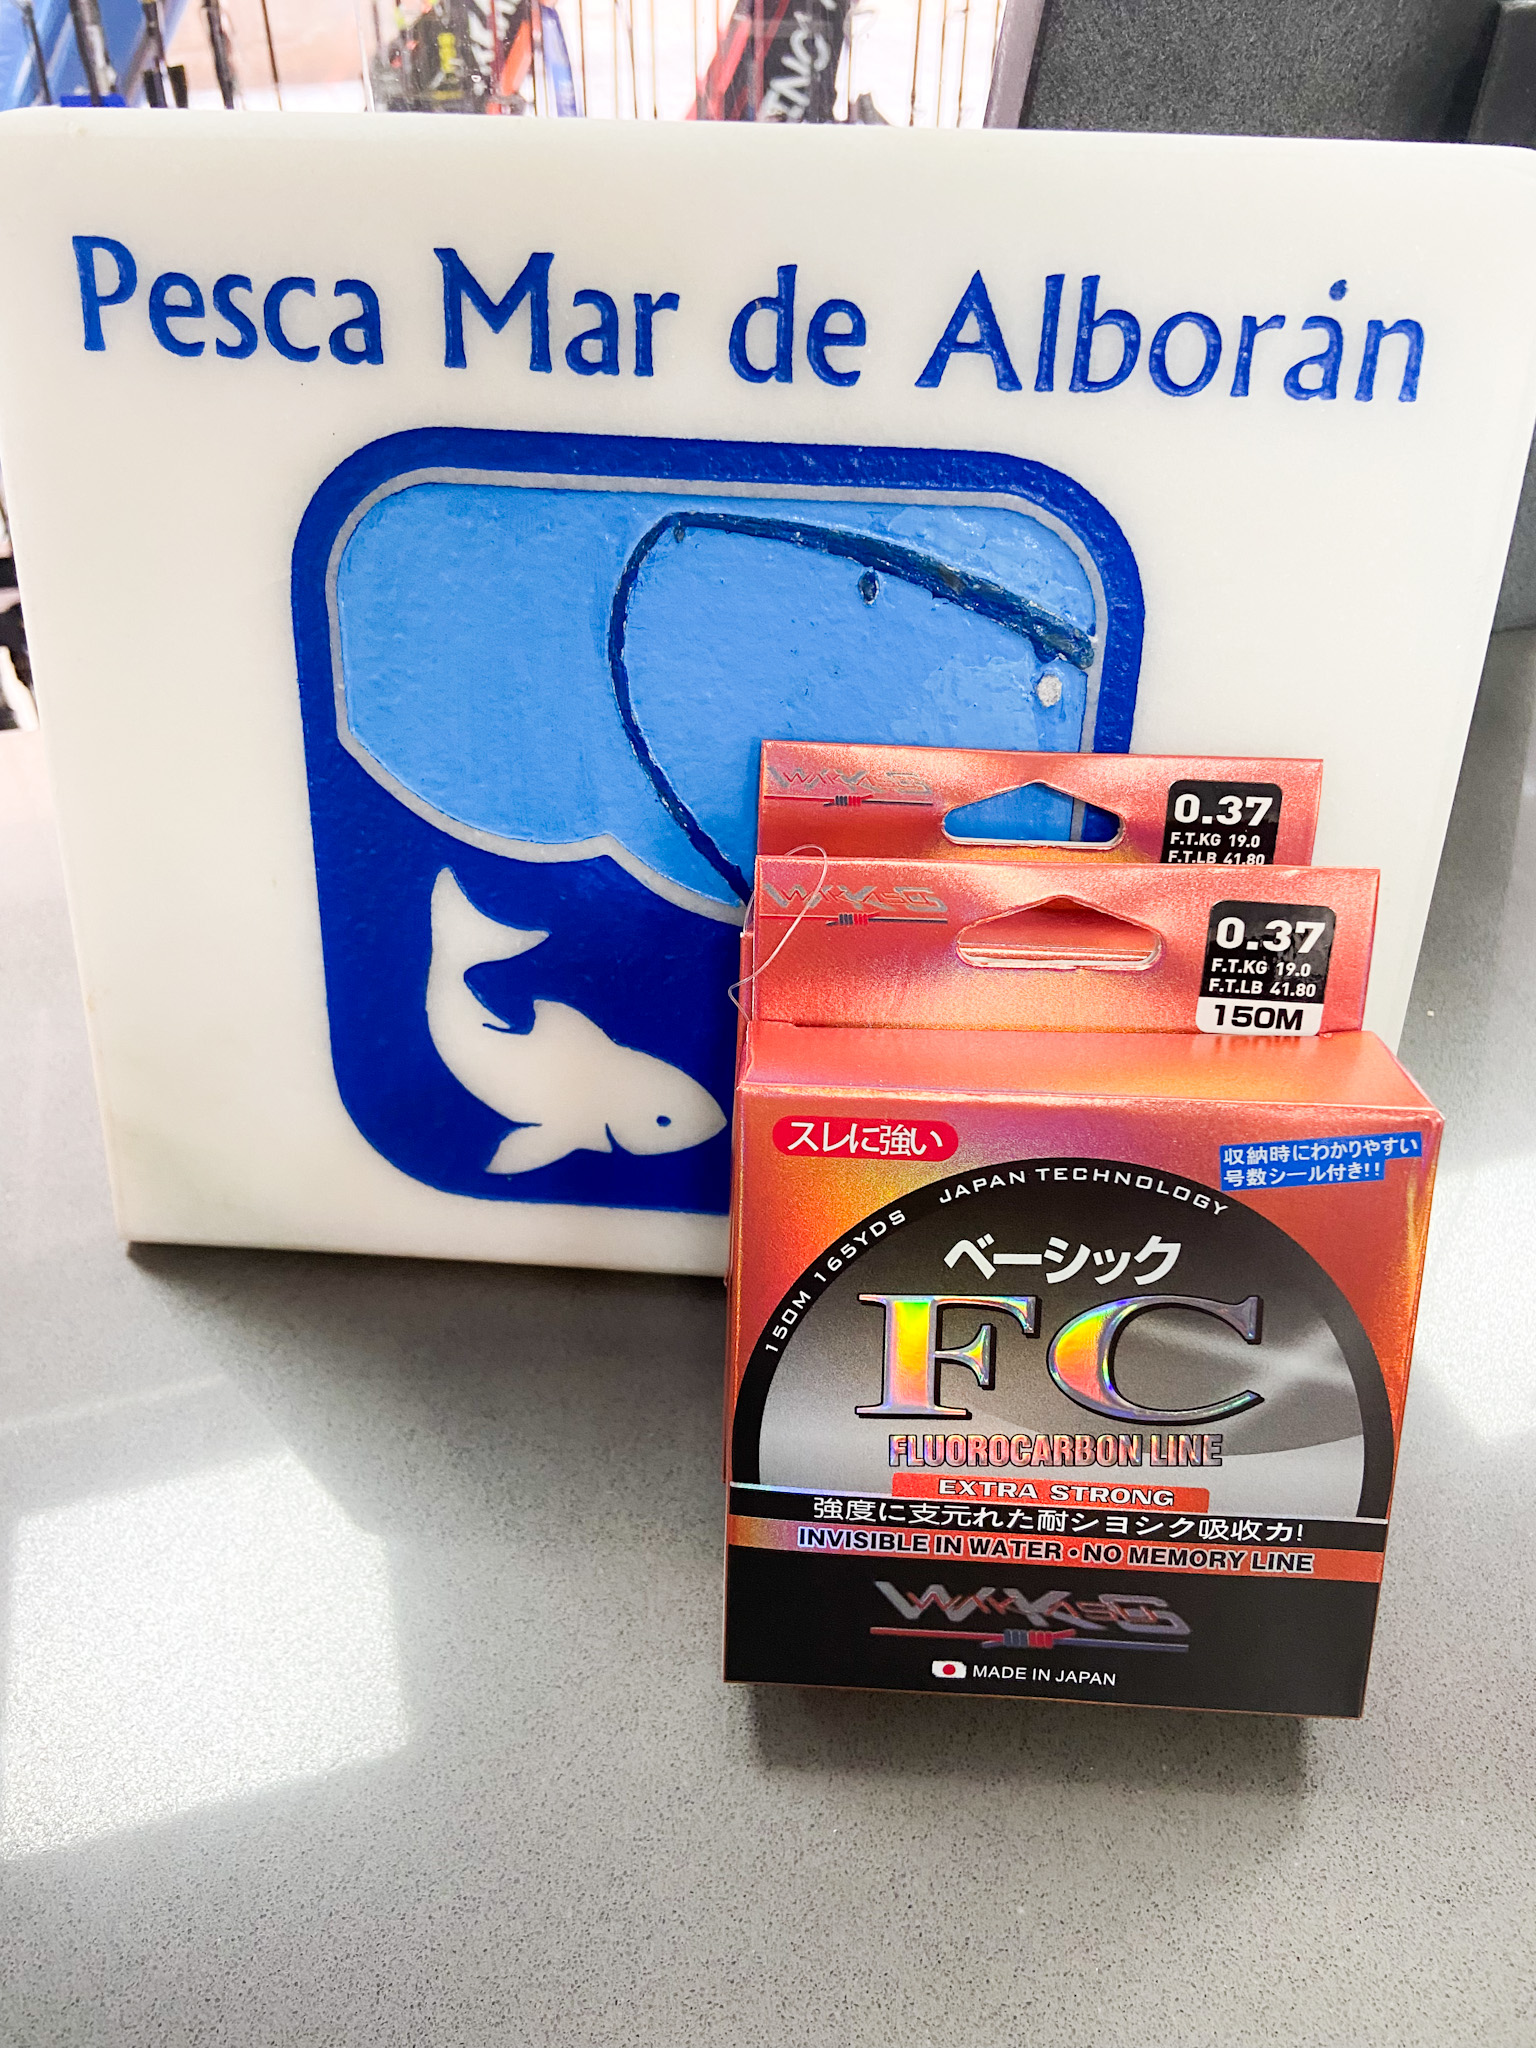 Pesca Mar de Alborán
0.37
F.T.KG 19.0
F.T.LB 41.80
0.37
F.T.KG 19.0
F.T.LB 41.80
150M
スレに強い
収納時にわかりやすい
号数シール付き!!
150M 165YDS JAPAN TECHNOLOGY
ベーシック
FC
FLUOROCARBON LINE
EXTRA STRONG
強度に支元れた耐ショシク吸収力!
INVISIBLE IN WATER • NO MEMORY LINE
MADE IN JAPAN